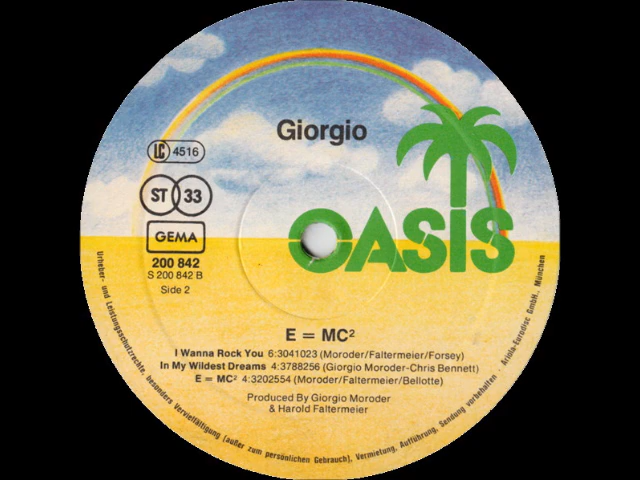 Giorgio
LC 4516
ST 33
OASIS
GEMA
200 842
S 200 842 B
Side 2
E = MC²
I Wanna Rock You 6:3041023 (Moroder/Faltermeier/Forsey)
In My Wildest Dreams 4:3788256 (Giorgio Moroder-Chris Bennett)
E = MC² 4:3202554 (Moroder/Faltermeier/Bellotte)
Produced By Giorgio Moroder
& Harold Faltermeier
Urheber- und Leistungsschutzrechte, besonders Vervielfältigung (außer zum persönlichen Gebrauch), Vermietung, Aufführung, Sendung vorbehalten · Ariola-Eurodisc GmbH., München